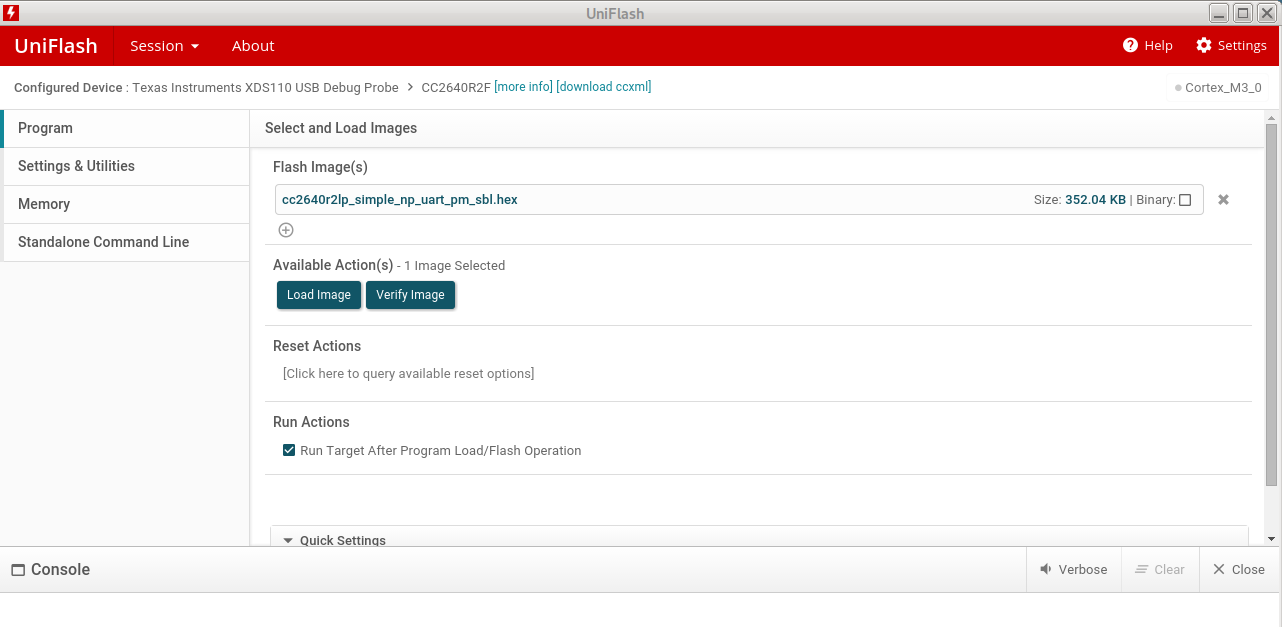 UniFlash
UniFlash Session About Help Settings
Configured Device : Texas Instruments XDS110 USB Debug Probe > CC2640R2F [more info] [download ccxml] Cortex_M3_0
Program
Settings & Utilities
Memory
Standalone Command Line
Select and Load Images
Flash Image(s)
cc2640r2lp_simple_np_uart_pm_sbl.hex Size: 352.04 KB | Binary:
Available Action(s) - 1 Image Selected
Load Image Verify Image
Reset Actions
[Click here to query available reset options]
Run Actions
Run Target After Program Load/Flash Operation
Quick Settings
Console Verbose Clear Close